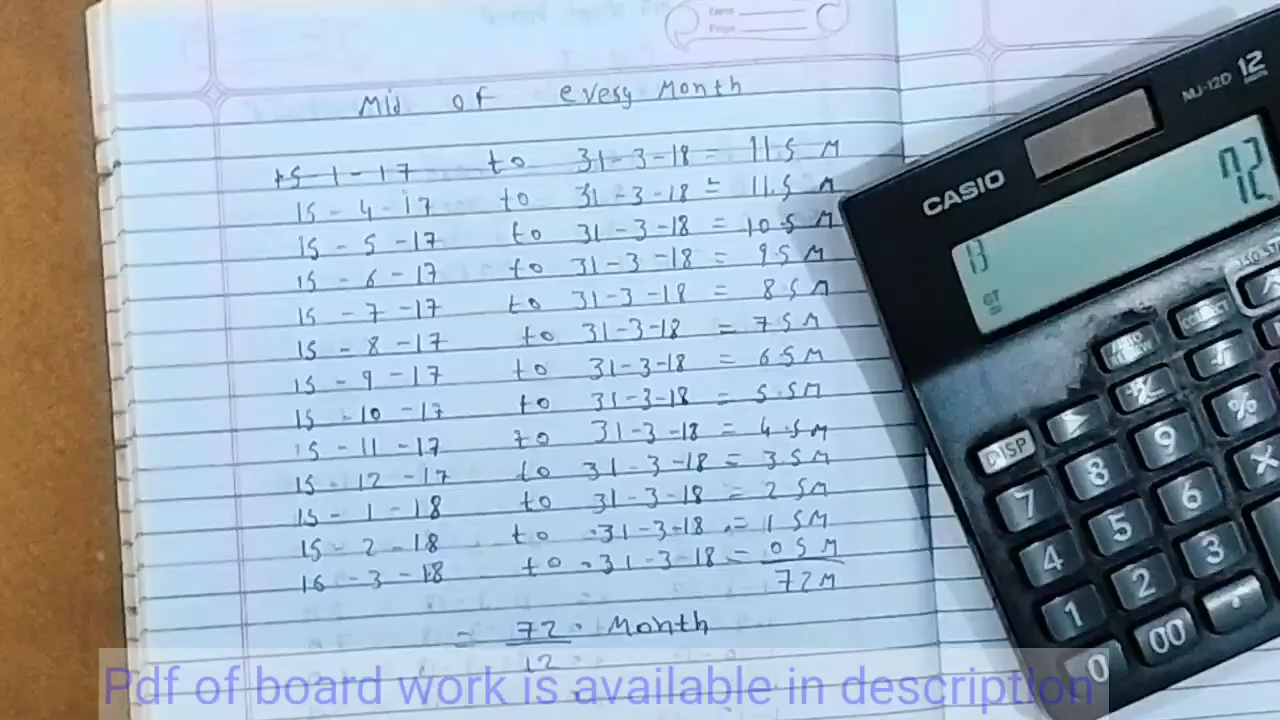 Mid of every Month
15-1-17 to 31-3-18 = 11.5 M
15-4-17 to 31-3-18 = 11.5 M
15-5-17 to 31-3-18 = 10.5 M
15-6-17 to 31-3-18 = 9.5 M
15-7-17 to 31-3-18 = 8.5 M
15-8-17 to 31-3-18 = 7.5 M
15-9-17 to 31-3-18 = 6.5 M
15-10-17 to 31-3-18 = 5.5 M
15-11-17 to 31-3-18 = 4.5 M
15-12-17 to 31-3-18 = 3.5 M
15-1-18 to 31-3-18 = 2.5 M
15-2-18 to 31-3-18 = 1.5 M
16-3-18 to 31-3-18 = 0.5 M
72 M
= 72 Month
12
CASIO
MJ-12D 12
13
GT
72
DISP
%
7 8 9 ×
4 5 6
1 2 3
0 00 .
Pdf of board work is available in description